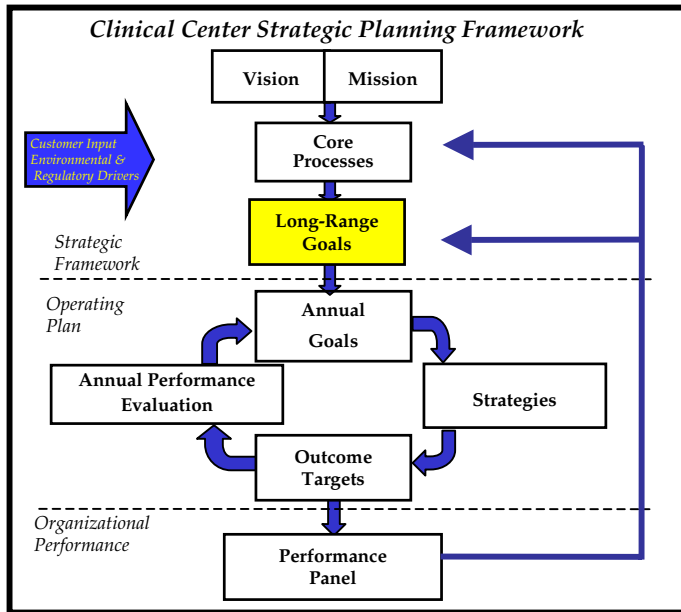 Clinical Center Strategic Planning Framework
Vision
Mission
Customer Input
Environmental &
Regulatory Drivers
Core
Processes
Long-Range
Goals
Strategic
Framework
Operating
Plan
Annual
Goals
Annual Performance
Evaluation
Strategies
Outcome
Targets
Organizational
Performance
Performance
Panel